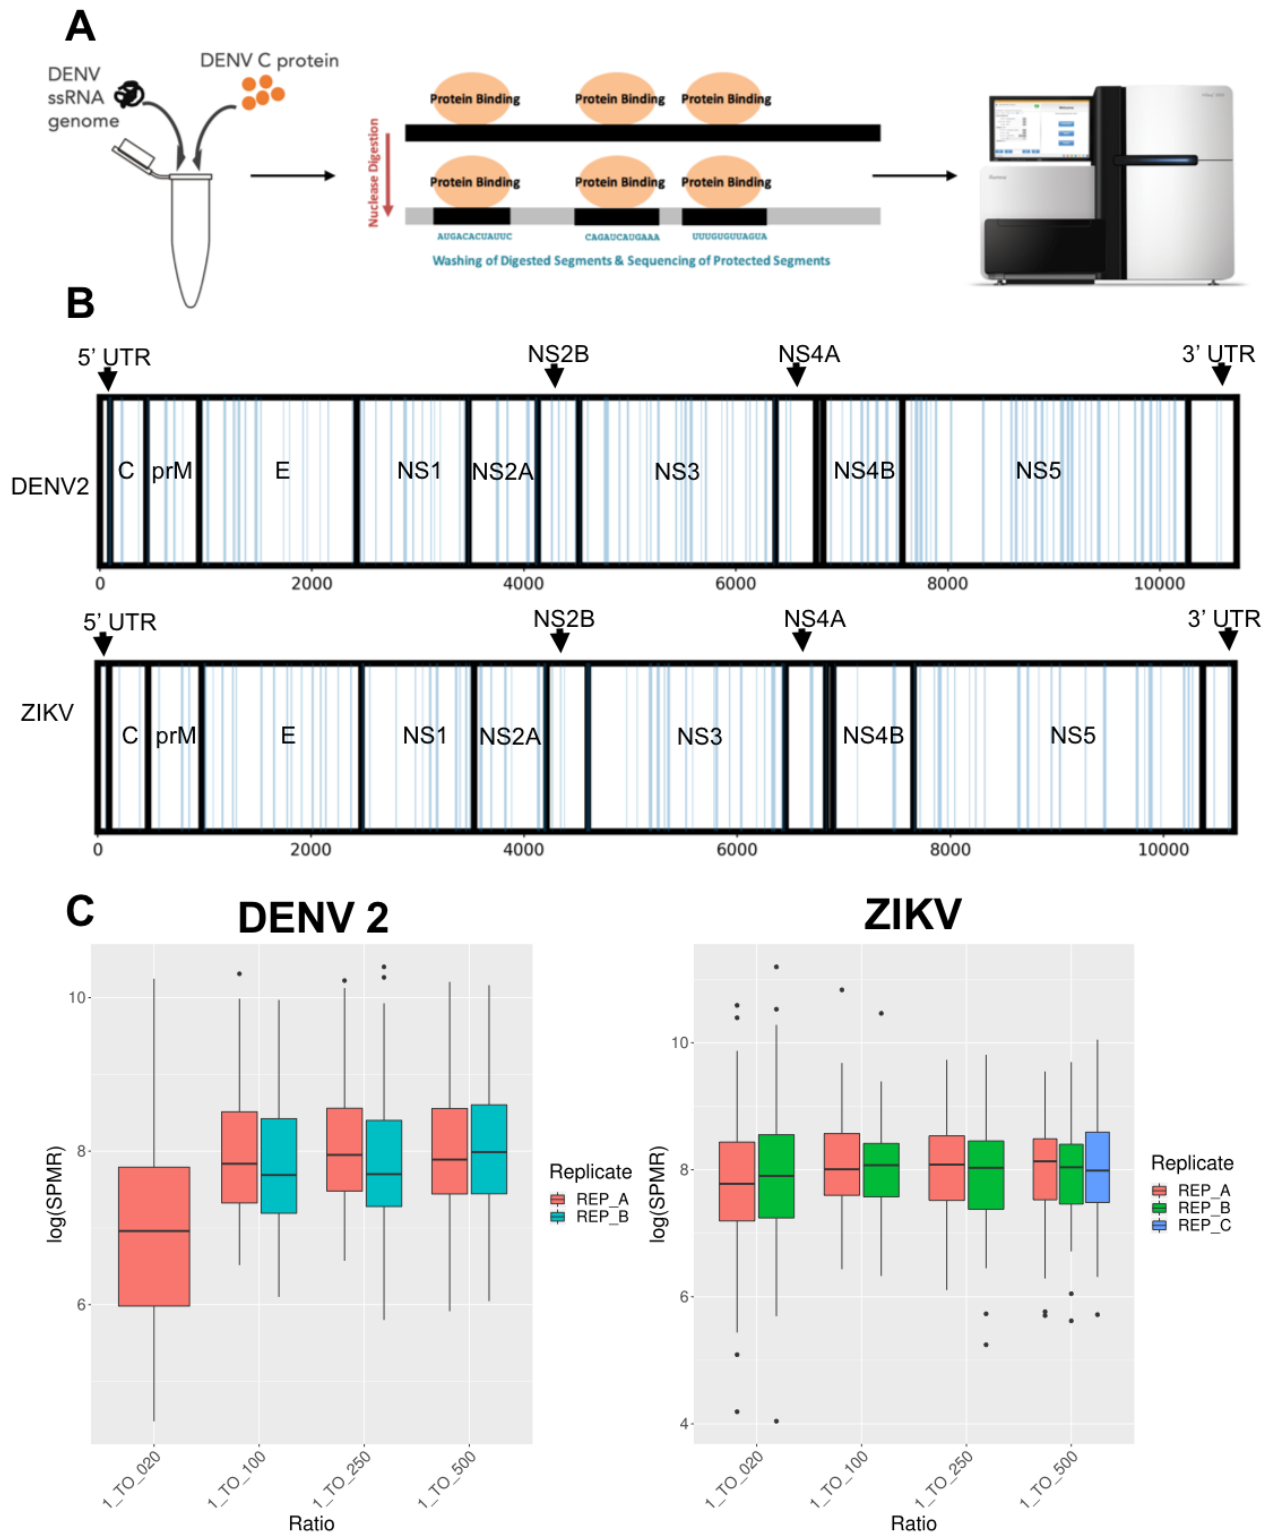 A
DENV
ssRNA
genome
DENV C protein
Nuclease Digestion
Protein Binding Protein Binding Protein Binding
Protein Binding Protein Binding Protein Binding
AUGACACUAUUC CAGAUCAUGAAA UUUGUGUUAGUA
Washing of Digested Segments & Sequencing of Protected Segments
B
5' UTR NS2B NS4A 3' UTR
DENV2
C prM E NS1 NS2A NS3 NS4B NS5
0 2000 4000 6000 8000 10000
5' UTR NS2B NS4A 3' UTR
ZIKV
C prM E NS1 NS2A NS3 NS4B NS5
0 2000 4000 6000 8000 10000
C
DENV 2
log(SPMR)
10
8
6
1_TO_020 1_TO_100 1_TO_250 1_TO_500
Ratio
Replicate
REP_A
REP_B
ZIKV
log(SPMR)
10
8
6
4
1_TO_020 1_TO_100 1_TO_250 1_TO_500
Ratio
Replicate
REP_A
REP_B
REP_C